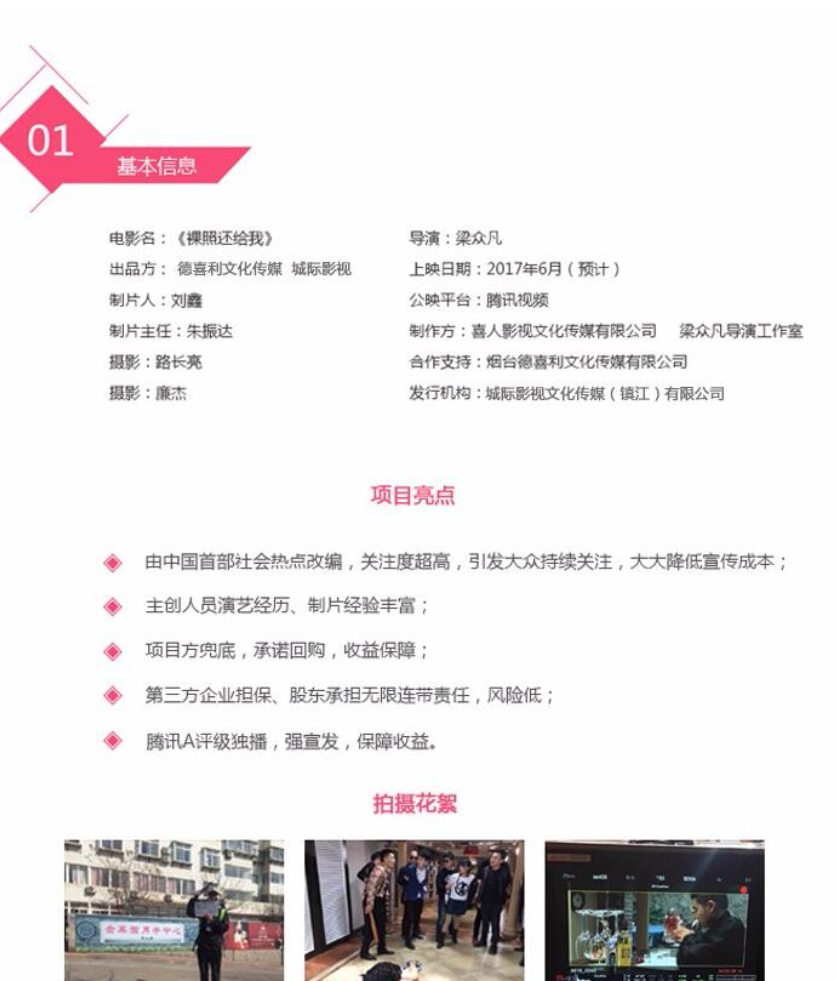 01
基本信息
电影名：《裸照还给我》
导演：梁众凡
出品方： 德喜利文化传媒 城际影视
上映日期：2017年6月（预计）
制片人：刘鑫
公映平台：腾讯视频
制片主任：朱振达
制作方：喜人影视文化传媒有限公司 梁众凡导演工作室
摄影：路长亮
合作支持：烟台德喜利文化传媒有限公司
摄影：廉杰
发行机构：城际影视文化传媒（镇江）有限公司
项目亮点
由中国首部社会热点改编，关注度超高，引发大众持续关注，大大降低宣传成本；
主创人员演艺经历、制片经验丰富；
项目方兜底，承诺回购，收益保障；
第三方企业担保、股东承担无限连带责任，风险低；
腾讯A评级独播，强宣发，保障收益。
拍摄花絮